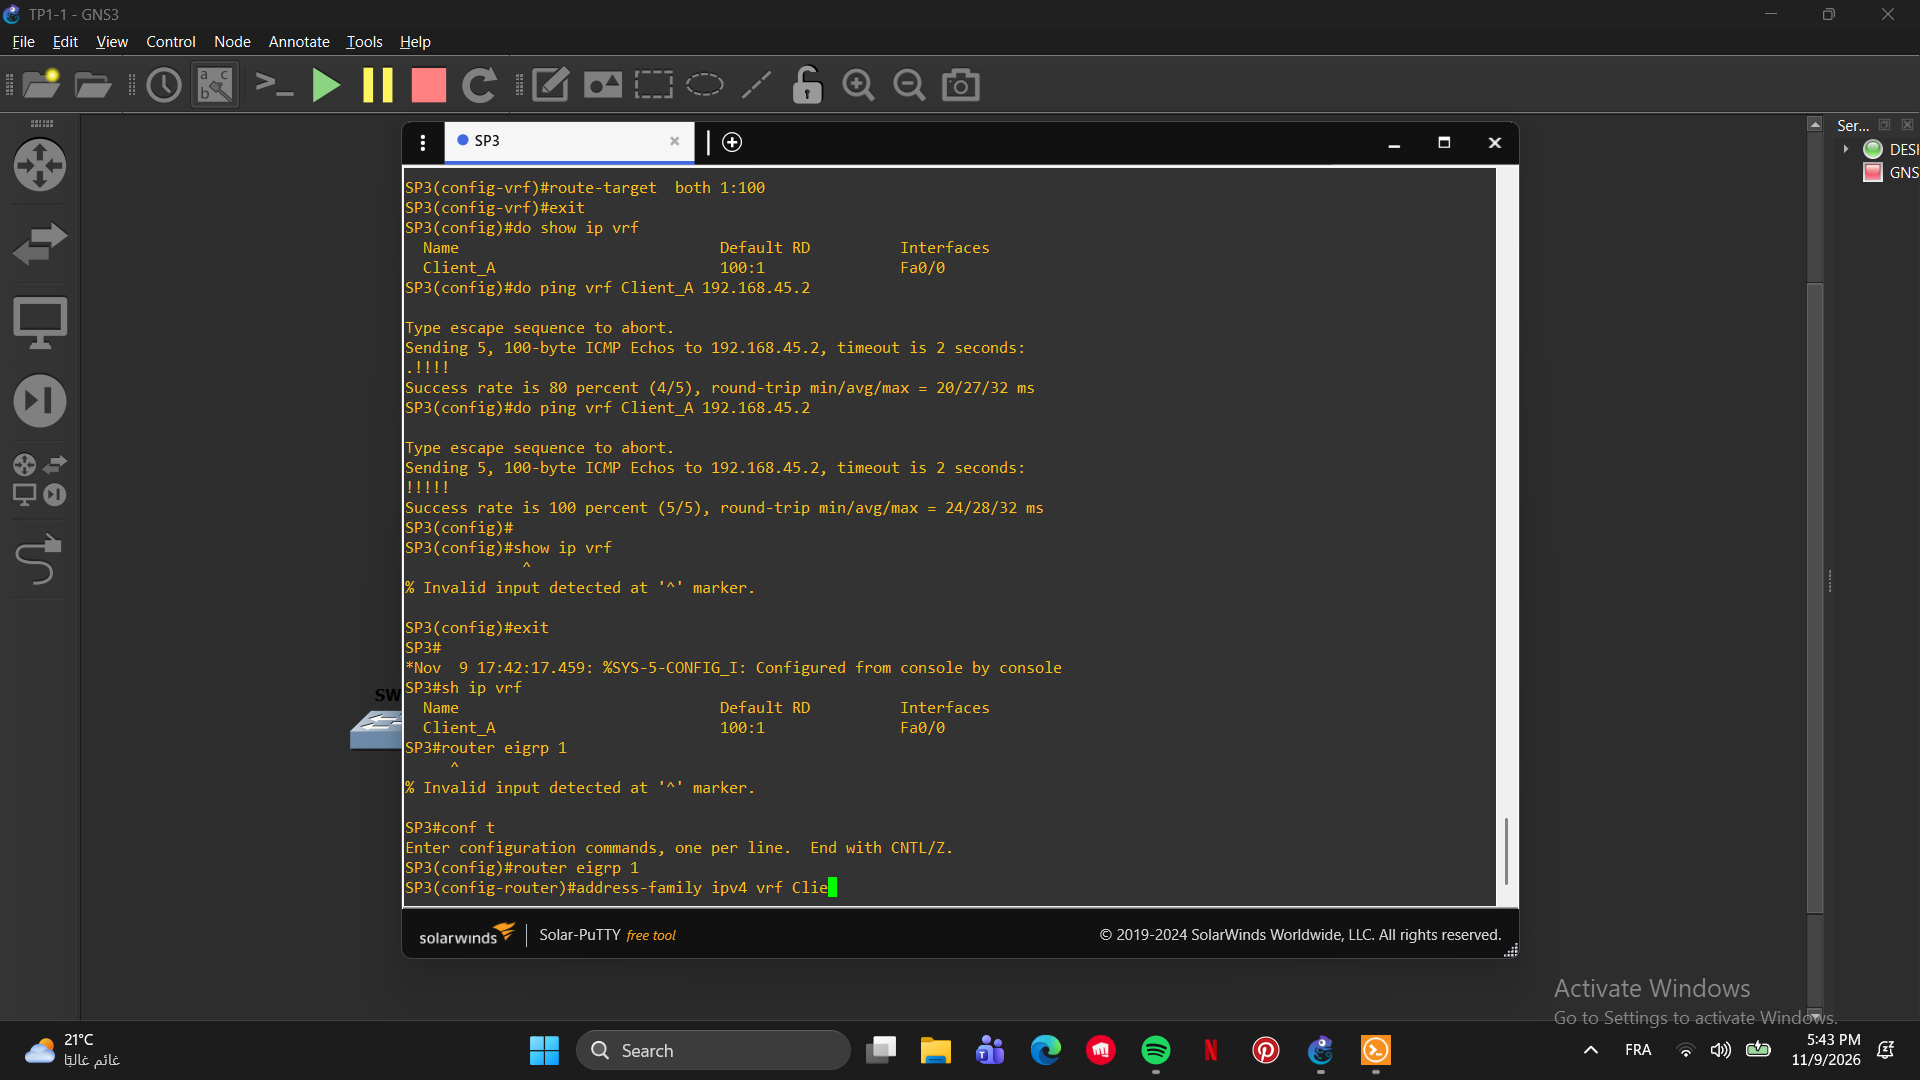 TP1-1 - GNS3
File Edit View Control Node Annotate Tools Help
a c
b
Ser...
DESI
GNS
SP3
SP3(config-vrf)#route-target  both 1:100
SP3(config-vrf)#exit
SP3(config)#do show ip vrf
  Name                             Default RD          Interfaces
  Client_A                         100:1               Fa0/0
SP3(config)#do ping vrf Client_A 192.168.45.2
Type escape sequence to abort.
Sending 5, 100-byte ICMP Echos to 192.168.45.2, timeout is 2 seconds:
.!!!!
Success rate is 80 percent (4/5), round-trip min/avg/max = 20/27/32 ms
SP3(config)#do ping vrf Client_A 192.168.45.2
Type escape sequence to abort.
Sending 5, 100-byte ICMP Echos to 192.168.45.2, timeout is 2 seconds:
!!!!!
Success rate is 100 percent (5/5), round-trip min/avg/max = 24/28/32 ms
SP3(config)#
SP3(config)#show ip vrf
^
% Invalid input detected at '^' marker.
SP3(config)#exit
SP3#
*Nov  9 17:42:17.459: %SYS-5-CONFIG_I: Configured from console by console
SP3#sh ip vrf
  Name                             Default RD          Interfaces
  Client_A                         100:1               Fa0/0
SP3#router eigrp 1
^
% Invalid input detected at '^' marker.
SP3#conf t
Enter configuration commands, one per line.  End with CNTL/Z.
SP3(config)#router eigrp 1
SP3(config-router)#address-family ipv4 vrf Clie
SW
solarwinds Solar-PuTTY free tool © 2019-2024 SolarWinds Worldwide, LLC. All rights reserved.
Activate Windows
Go to Settings to activate Windows.
21°C
غائم غالبًا
Search
FRA
5:43 PM
11/9/2026